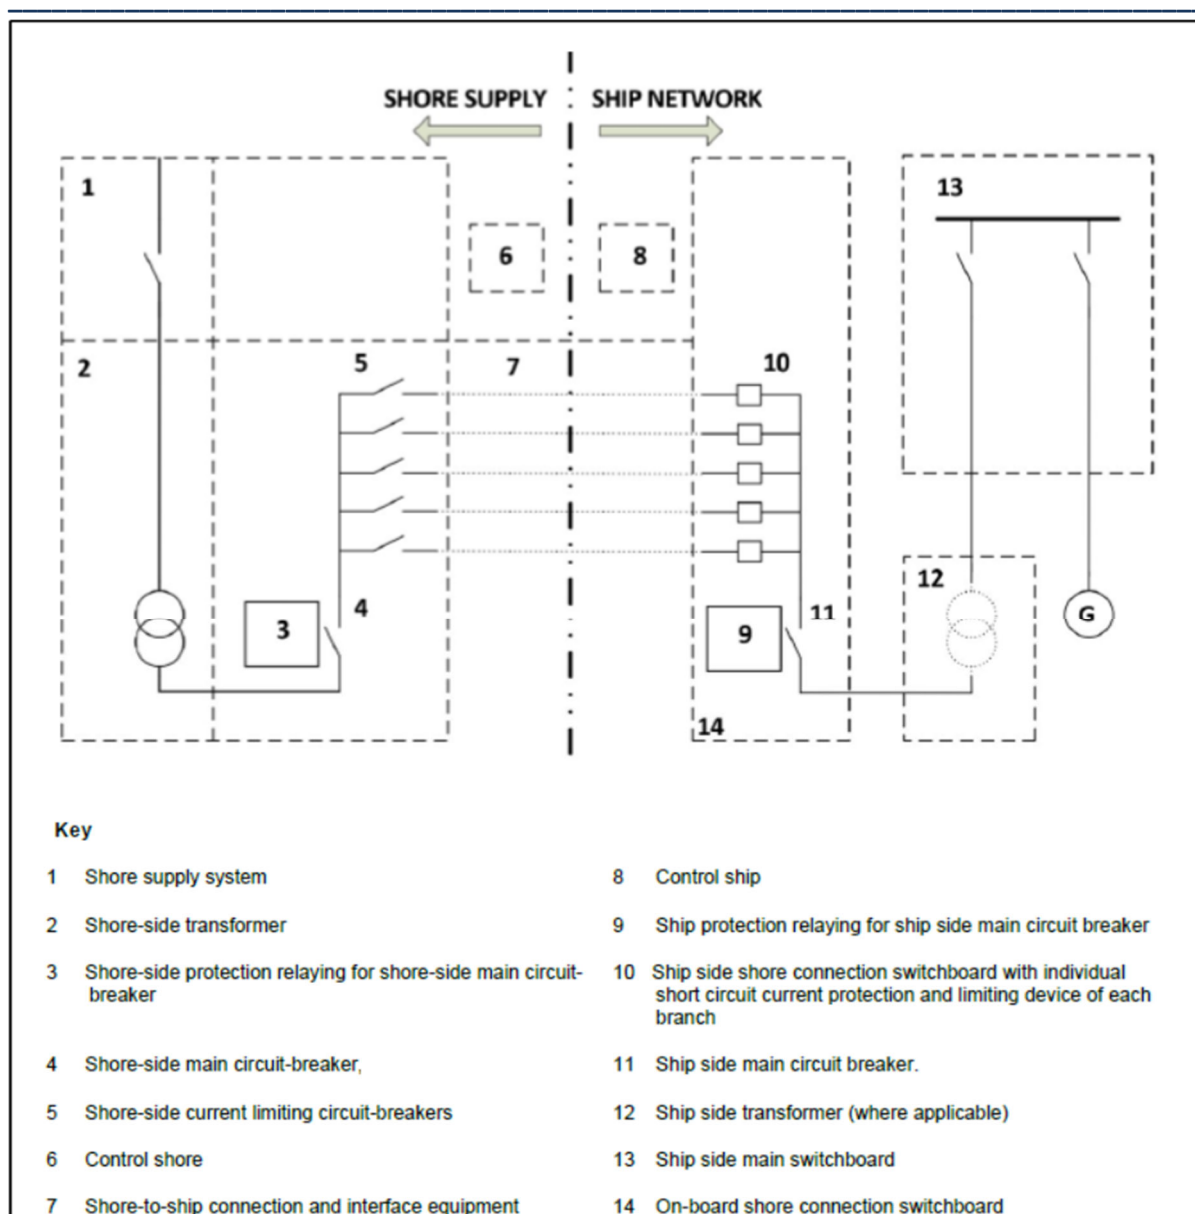 SHORE SUPPLY SHIP NETWORK
1
13
6
8
2
5
7
10
12
4
11
3
9
G
14
Key
1 Shore supply system
8 Control ship
2 Shore-side transformer
9 Ship protection relaying for ship side main circuit breaker
3 Shore-side protection relaying for shore-side main circuit-
breaker
10 Ship side shore connection switchboard with individual
short circuit current protection and limiting device of each
branch
4 Shore-side main circuit-breaker,
11 Ship side main circuit breaker.
5 Shore-side current limiting circuit-breakers
12 Ship side transformer (where applicable)
6 Control shore
13 Ship side main switchboard
7 Shore-to-ship connection and interface equipment
14 On-board shore connection switchboard